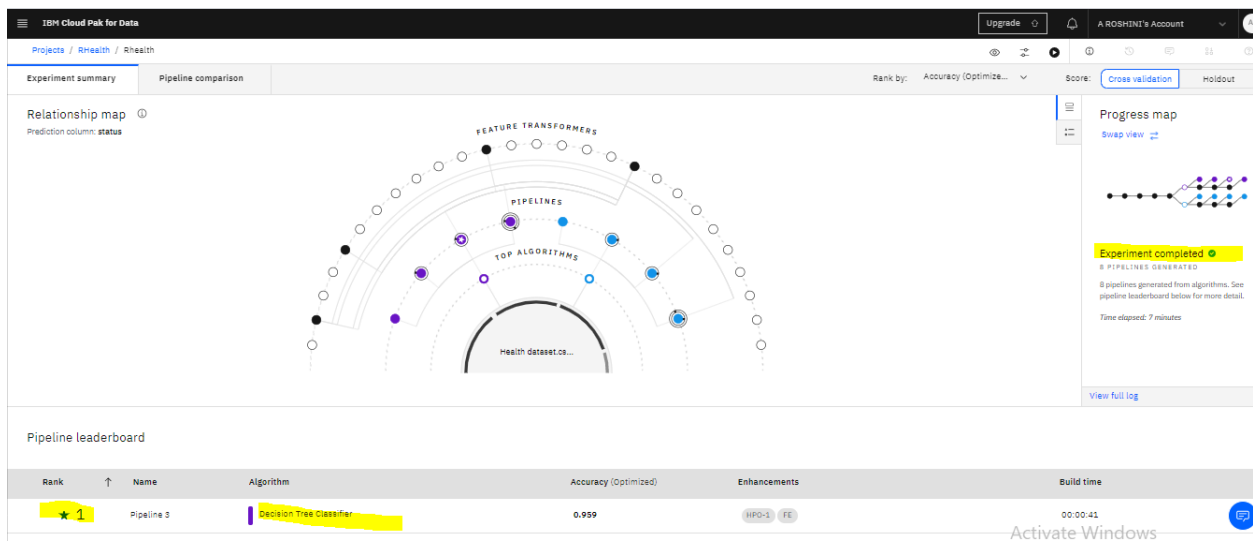 IBM Cloud Pak for Data
Upgrade
A ROSHINI's Account
Projects / RHealth / Rhealth
Experiment summary
Pipeline comparison
Rank by: Accuracy (Optimize...
Score: Cross validation Holdout
Relationship map
Prediction column: status
FEATURE TRANSFORMERS
PIPELINES
TOP ALGORITHMS
Health dataset.cs...
Progress map
Swap view
Experiment completed
8 PIPELINES GENERATED
8 pipelines generated from algorithms. See
pipeline leaderboard below for more detail.
Time elapsed: 7 minutes
View full log
Pipeline leaderboard
Rank Name Algorithm Accuracy (Optimized) Enhancements Build time
1 Pipeline 3 Decision Tree Classifier 0.959 HPO-1 FE 00:00:41
Activate Windows